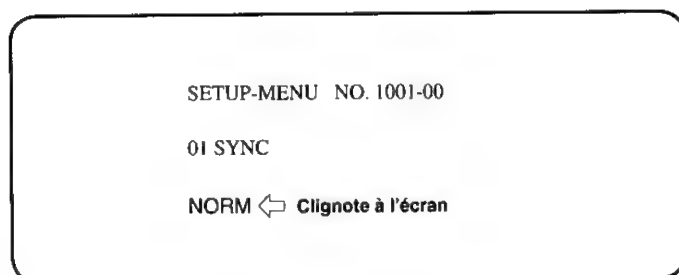 SETUP-MENU NO. 1001-00
01 SYNC
NORM ⇦ Clignote à l'écran